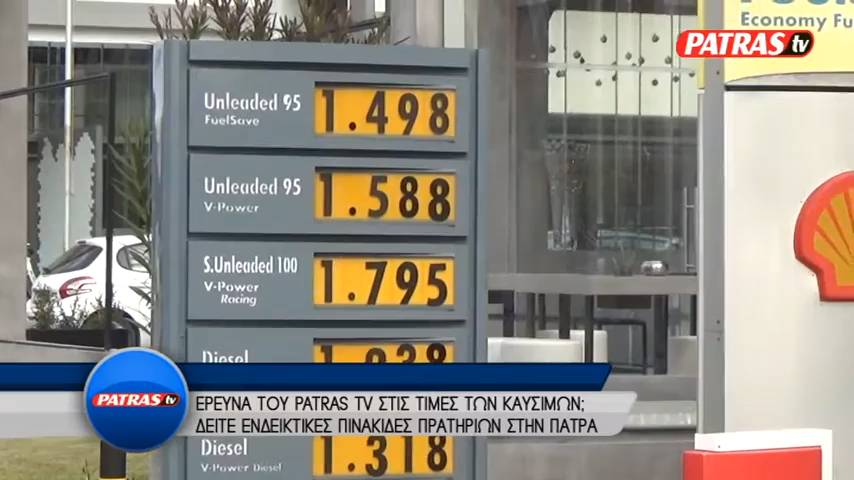 Economy Fu
PATRAS tv
Unleaded 95
FuelSave
1.498
Unleaded 95
V-Power
1.588
S.Unleaded 100
V-Power
Racing
1.795
Diesel
PATRAS tv
ΕΡΕΥΝΑ ΤΟΥ PATRAS TV ΣΤΙΣ ΤΙΜΕΣ ΤΩΝ ΚΑΥΣΙΜΩΝ;
ΔΕΙΤΕ ΕΝΔΕΙΚΤΙΚΕΣ ΠΙΝΑΚΙΔΕΣ ΠΡΑΤΗΡΙΩΝ ΣΤΗΝ ΠΑΤΡΑ
Diesel
V-Power Diesel
1.318